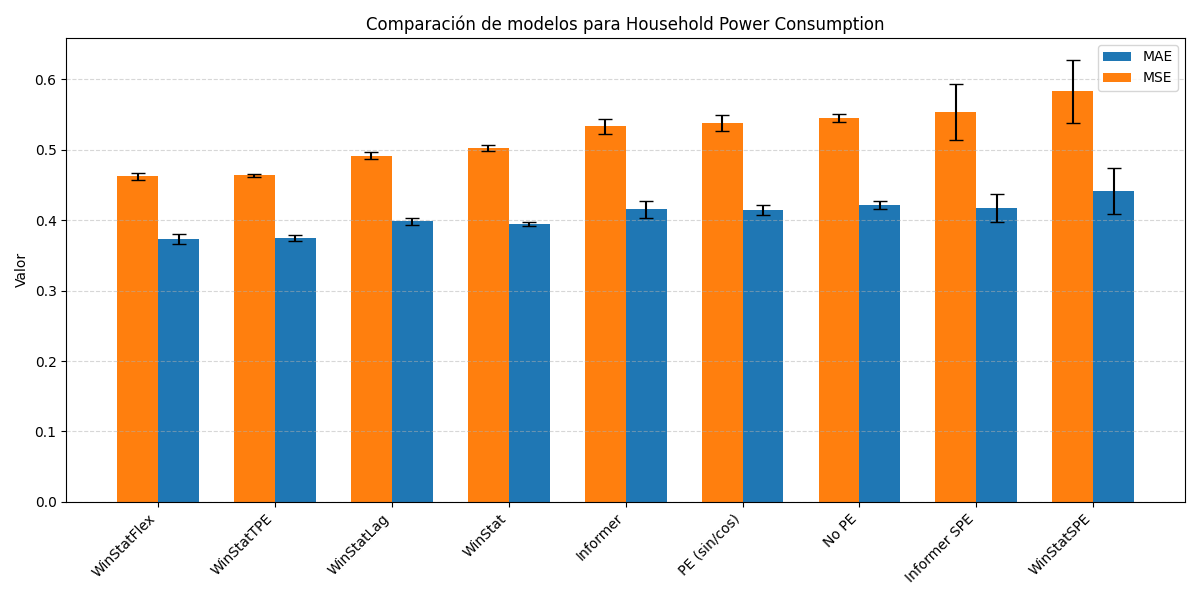 Comparación de modelos para Household Power Consumption
MAE
MSE
Valor
0.6
0.5
0.4
0.3
0.2
0.1
0.0
WinStatFlex
WinStatTPE
WinStatLag
WinStat
Informer
PE (sin/cos)
No PE
Informer SPE
WinStatSPE